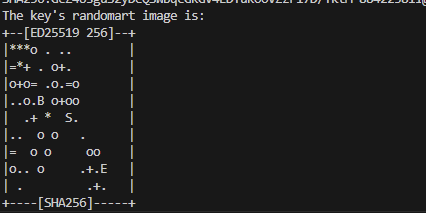 The key's randomart image is:
+--[ED25519 256]--+
|***o . ..        |
|=*+ . o+.        |
|o+o= .o.=o       |
|..o.B o+oo       |
|  .+ *  S.       |
|..  o o   .      |
|=  o o     oo    |
|o.. o     .+.E   |
| .         .+.   |
+----[SHA256]-----+